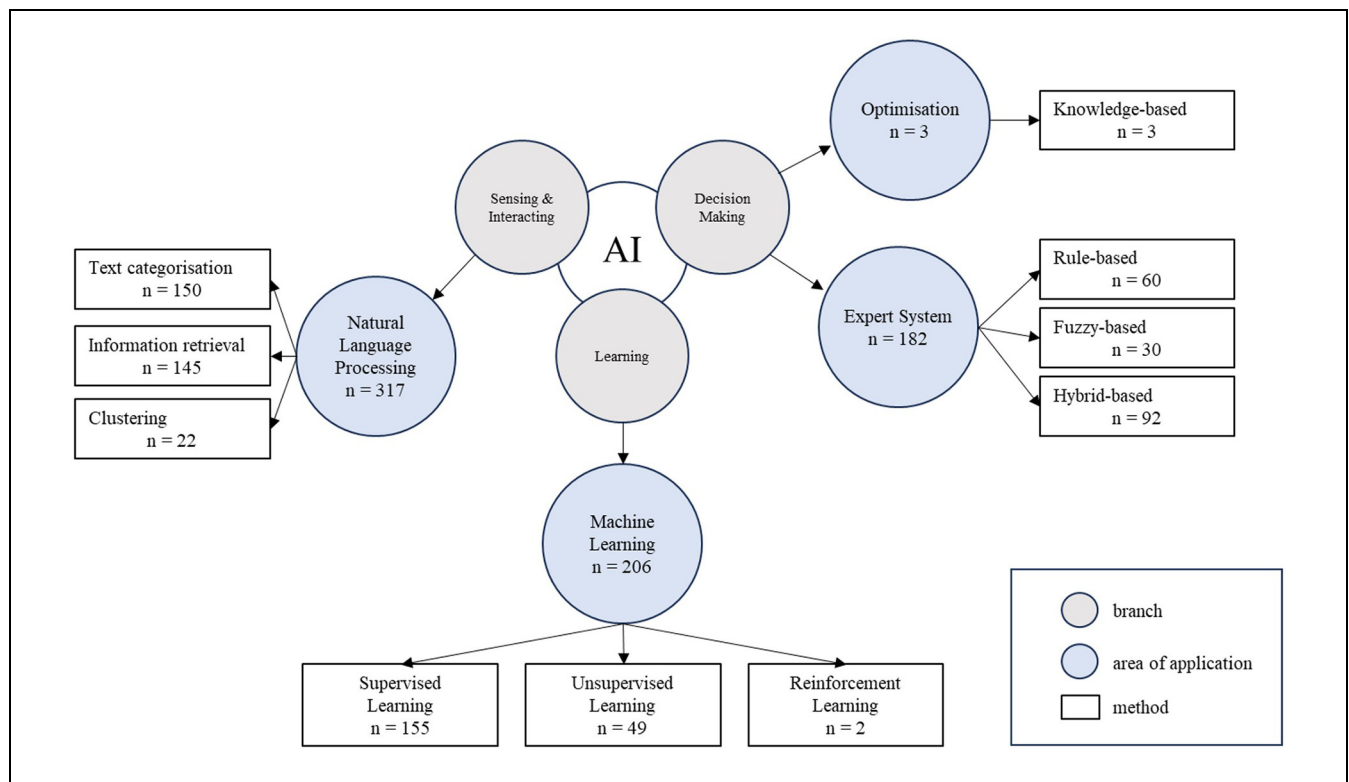 Optimisation
n = 3
Knowledge-based
n = 3
Sensing &
Interacting
AI
Decision
Making
Text categorisation
n = 150
Information retrieval
n = 145
Clustering
n = 22
Natural
Language
Processing
n = 317
Learning
Expert System
n = 182
Rule-based
n = 60
Fuzzy-based
n = 30
Hybrid-based
n = 92
Machine
Learning
n = 206
Supervised
Learning
n = 155
Unsupervised
Learning
n = 49
Reinforcement
Learning
n = 2
branch
area of application
method